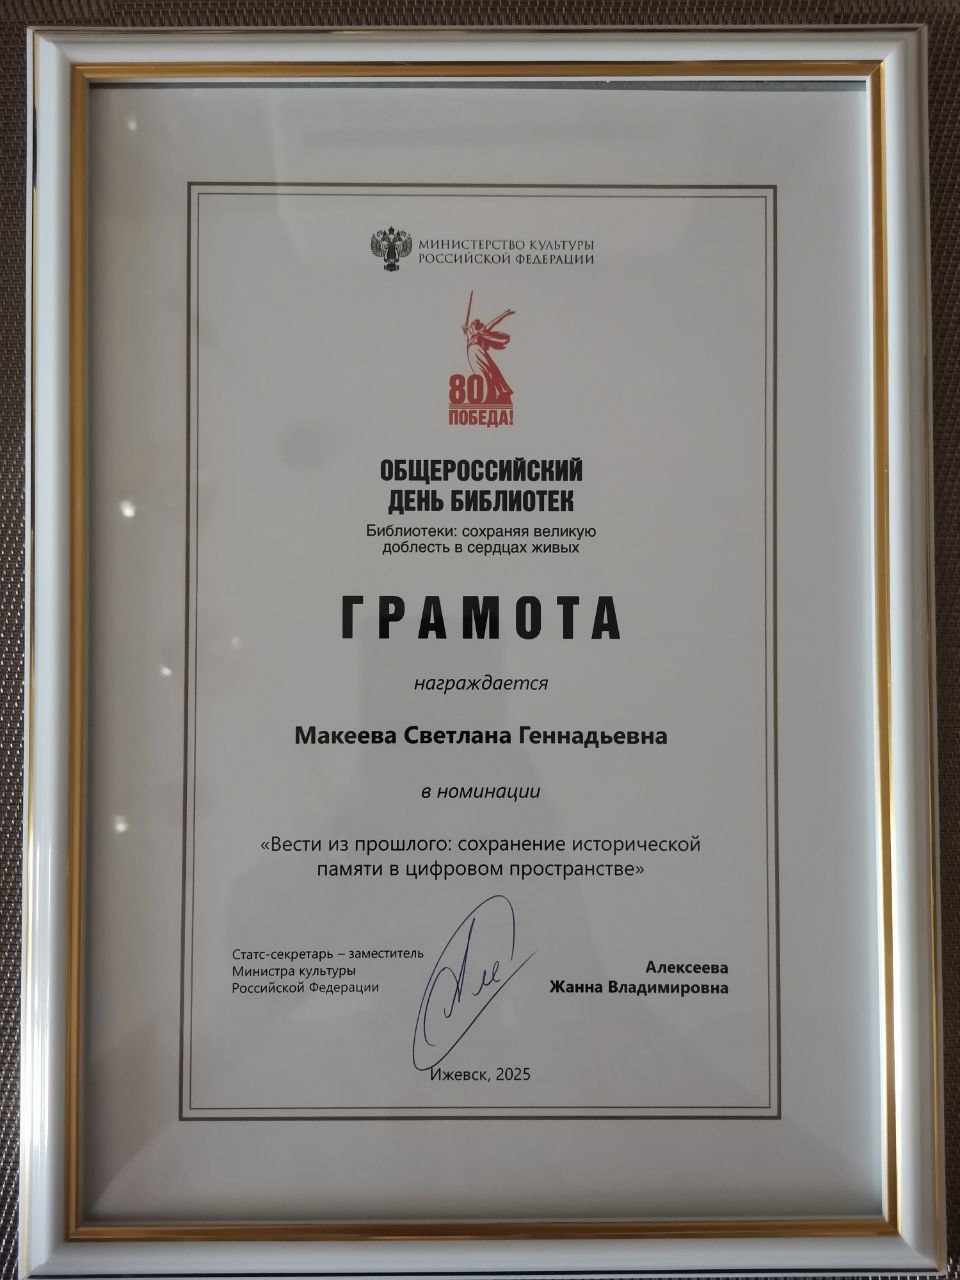 МИНИСТЕРСТВО КУЛЬТУРЫ
РОССИЙСКОЙ ФЕДЕРАЦИИ
80
ПОБЕДА!
ОБЩЕРОССИЙСКИЙ
ДЕНЬ БИБЛИОТЕК
Библиотеки: сохраняя великую
доблесть в сердцах живых
ГРАМОТА
награждается
Макеева Светлана Геннадьевна
в номинации
«Вести из прошлого: сохранение исторической
памяти в цифровом пространстве»
Статс-секретарь – заместитель
Министра культуры
Российской Федерации
Алексеева
Жанна Владимировна
Ижевск, 2025